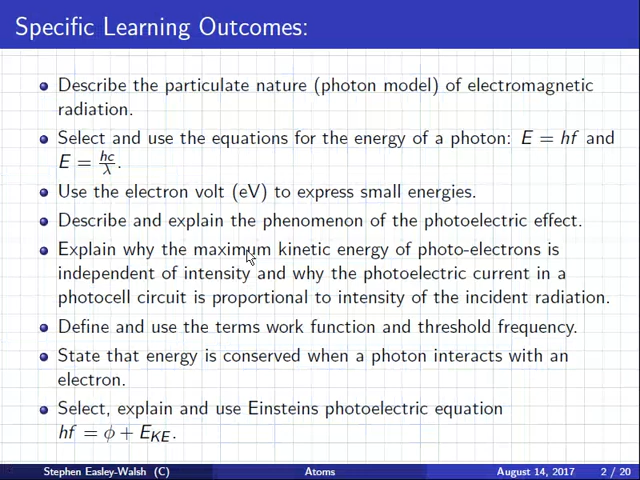 Specific Learning Outcomes:
Describe the particulate nature (photon model) of electromagnetic
radiation.
Select and use the equations for the energy of a photon: E = hf and
E = hc/λ.
Use the electron volt (eV) to express small energies.
Describe and explain the phenomenon of the photoelectric effect.
Explain why the maximum kinetic energy of photo-electrons is
independent of intensity and why the photoelectric current in a
photocell circuit is proportional to intensity of the incident radiation.
Define and use the terms work function and threshold frequency.
State that energy is conserved when a photon interacts with an
electron.
Select, explain and use Einsteins photoelectric equation
hf = ϕ + E_KE.
Stephen Easley-Walsh (C) Atoms August 14, 2017 2 / 20